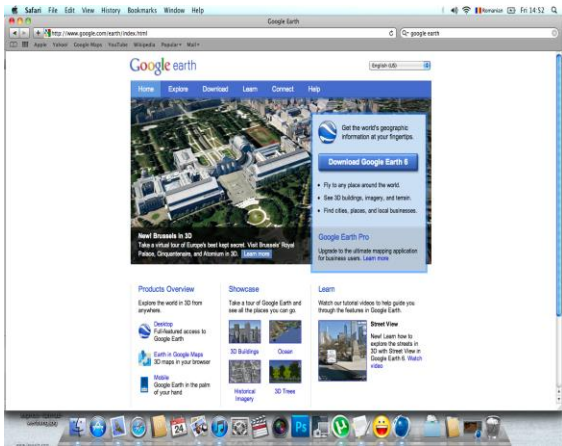 Safari File Edit View History Bookmarks Window Help
Romanian Fri 14:52
Google Earth
http://www.google.com/earth/index.html
google earth
Apple Yahoo! Google Maps YouTube Wikipedia Popular
Google earth
English (US)
Home Explore Download Learn Connect Help
Get the world's geographic
information at your fingertips.
Download Google Earth 6
• Fly to any place around the world.
• See 3D buildings, imagery, and terrain.
• Find cities, places, and local businesses.
Google Earth Pro
Upgrade to the ultimate mapping application
for business users. Learn more
New! Brussels in 3D
Take a virtual tour of Europe's best kept secret. Visit Brussels' Royal
Palace, Cinquantenaire, and Atomium in 3D. Learn more
Products Overview
Explore the world in 3D from
anywhere.
Desktop
Full-featured access to
Google Earth
Earth in Google Maps
3D maps in your browser
Mobile
Google Earth in the palm
of your hand
Showcase
Take a tour of Google Earth and
see all the places you can go.
3D Buildings Ocean
Historical
Imagery
3D Trees
Learn
Watch our tutorial videos to help guide you
through the features in Google Earth.
Street View
New! Learn how to
explore the streets in
3D with Street View in
Google Earth 6. Watch
video
24
Ps